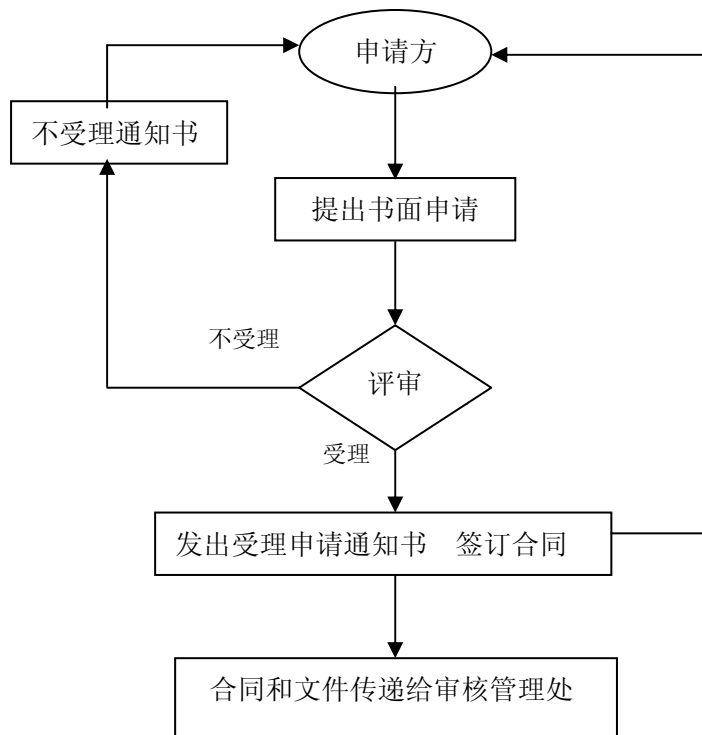 申请方
不受理通知书
提出书面申请
不受理
评审
受理
发出受理申请通知书 签订合同
合同和文件传递给审核管理处